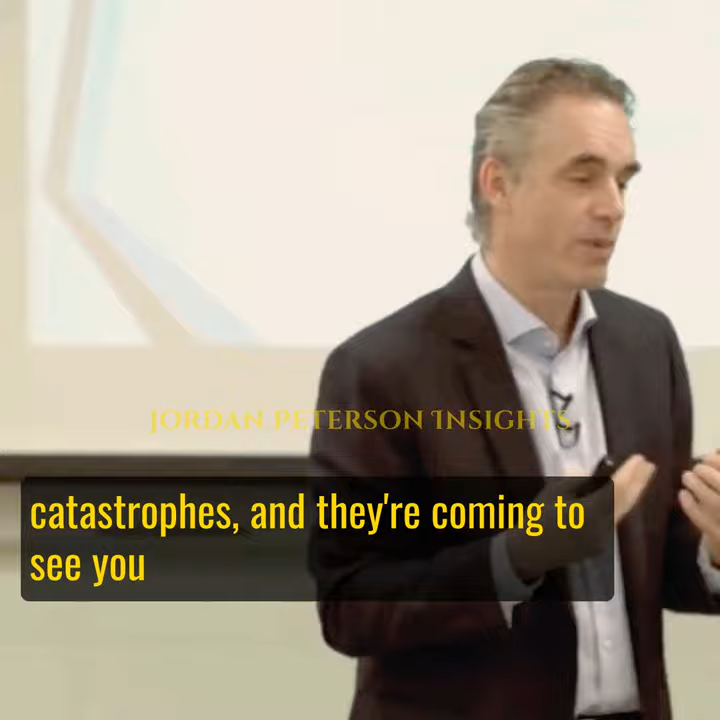 Jordan Peterson Insights
catastrophes, and they're coming to
see you